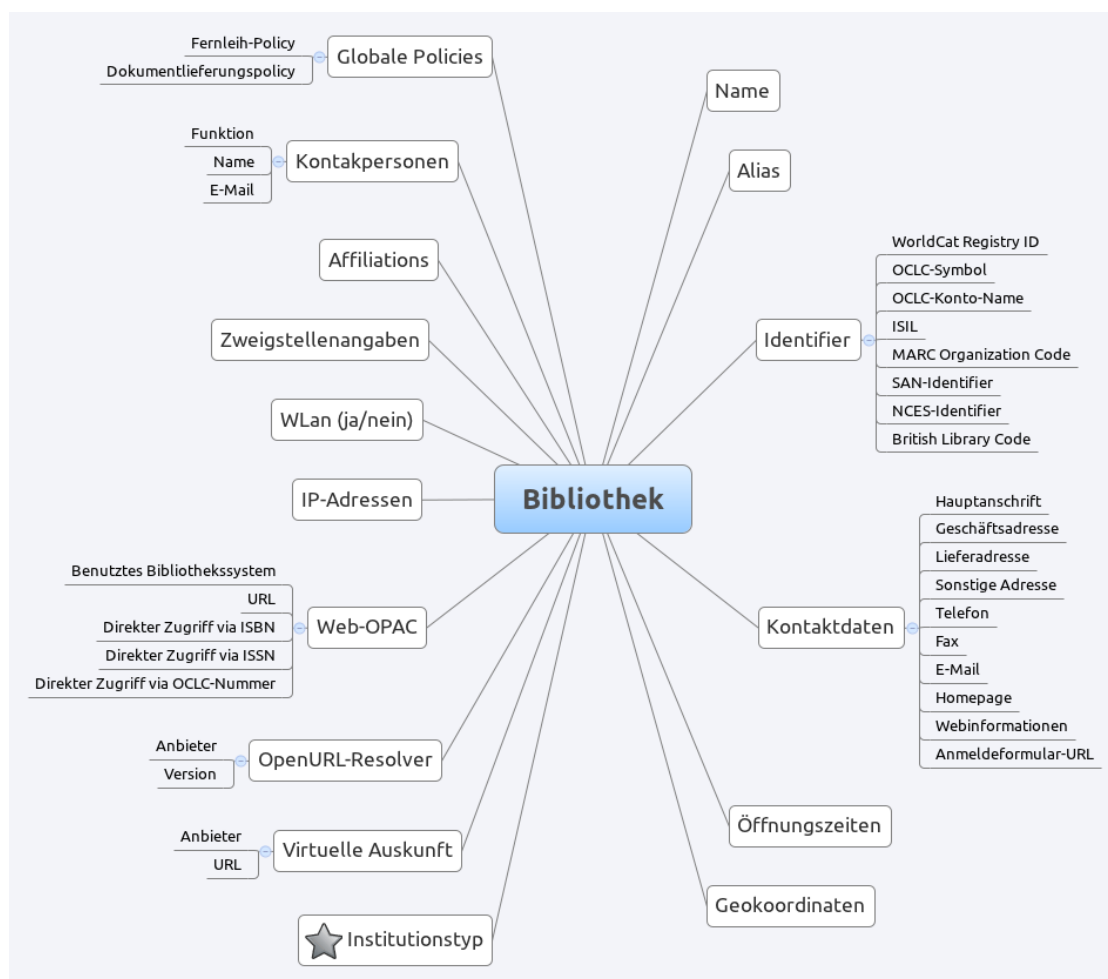 Bibliothek
Name
Alias
Identifier
WorldCat Registry ID
OCLC-Symbol
OCLC-Konto-Name
ISIL
MARC Organization Code
SAN-Identifier
NCES-Identifier
British Library Code
Kontaktdaten
Hauptanschrift
Geschäftsadresse
Lieferadresse
Sonstige Adresse
Telefon
Fax
E-Mail
Homepage
Webinformationen
Anmeldeformular-URL
Öffnungszeiten
Geokoordinaten
Globale Policies
Fernleih-Policy
Dokumentlieferungspolicy
Kontakpersonen
Funktion
Name
E-Mail
Affiliations
Zweigstellenangaben
WLan (ja/nein)
IP-Adressen
Web-OPAC
Benutztes Bibliothekssystem
URL
Direkter Zugriff via ISBN
Direkter Zugriff via ISSN
Direkter Zugriff via OCLC-Nummer
OpenURL-Resolver
Anbieter
Version
Virtuelle Auskunft
Anbieter
URL
Institutionstyp